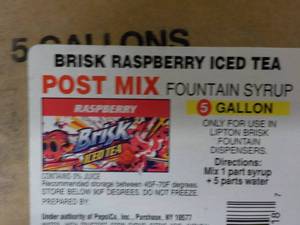 5 GALLONS
BRISK RASPBERRY ICED TEA
POST MIX FOUNTAIN SYRUP
RASPBERRY
Brisk
ICED TEA
5 GALLON
ONLY FOR USE IN
LIPTON BRISK
FOUNTAIN
DISPENSERS.
Directions:
Mix 1 part syrup
+ 5 parts water
CONTAINS 0% JUICE
Recommended storage between 40F-70F degrees.
STORE BELOW 90F DEGREES. DO NOT FREEZE
PREPARED BY
Under authority of PepsiCo, Inc., Purchase, NY 10577